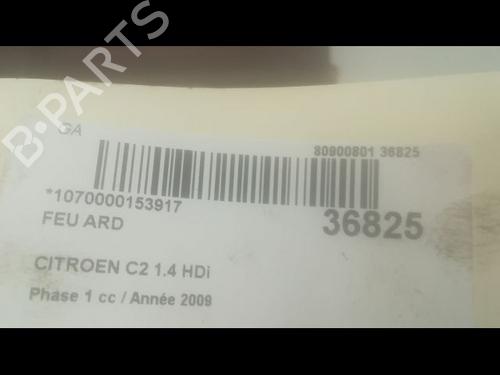 B-PARTS
GA
80900801 36825
*1070000153917
36825
FEU ARD
CITROEN C2 1.4 HDi
Phase 1 cc / Année 2009